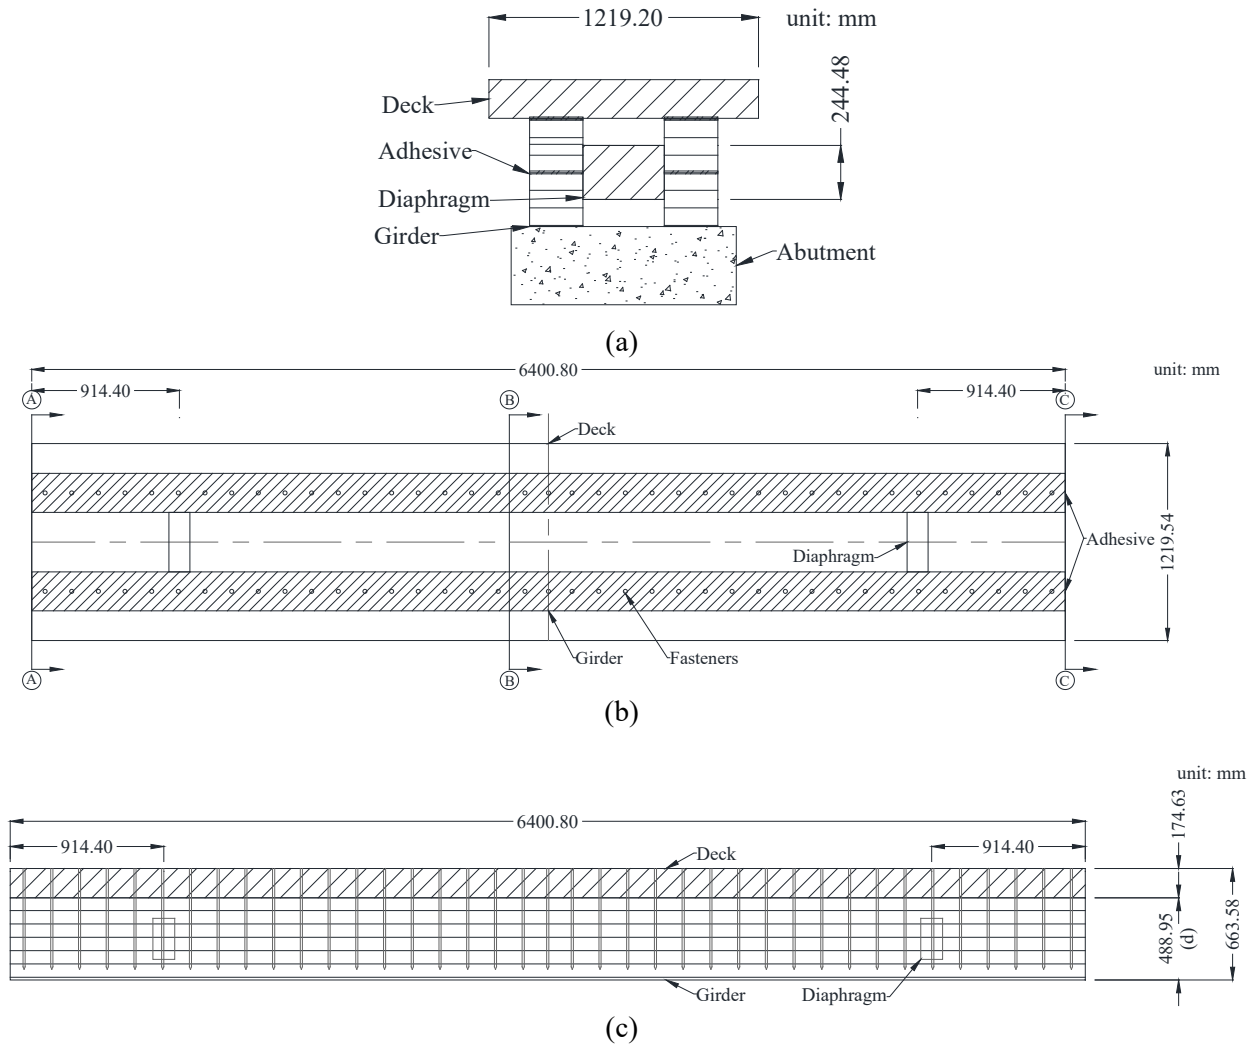 1219.20 unit: mm
244.48
Deck
Adhesive
Diaphragm
Girder
Abutment
(a)
6400.80 unit: mm
914.40 914.40
A B C
Deck
Adhesive
1219.54
Diaphragm
Girder Fasteners
A B C
(b)
unit: mm
174.63
6400.80
914.40 Deck 914.40
488.95
(d)
663.58
Girder Diaphragm
(c)